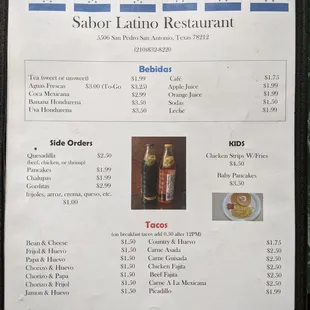 Sabor Latino Restaurant
5506 San Pedro San Antonio, Texas 78212
(210)832-8220
Bebidas
Tea (sweet or unsweet) $1.99
Aguas Frescas $3.00 (To-Go $3.25)
Coca Mexicana $2.99
Banana Hondurena $3.50
Uva Hondurena $3.50
Café $1.75
Apple Juice $1.99
Orange Juice $1.99
Sodas $1.50
Leche $1.99
Side Orders
Quesadilla $2.50
(beef, chicken, or shrimp)
Pancakes $1.99
Chalupas $1.99
Gorditas $2.99
frijoles, arroz, crema, queso, etc.
$1.00
KIDS
Chicken Strips W/Fries
$4.50
Baby Pancakes
$3.50
Tacos
(on breakfast tacos add 0.50 after 12PM)
Bean & Cheese $1.50
Frijol & Huevo $1.50
Papa & Huevo $1.50
Chorizo & Huevo $1.50
Chorizo & Papa $1.50
Chorizo & Frijol $1.50
Jamon & Huevo $1.50
Country & Huevo $1.75
Carne Asada $2.50
Carne Guisada $2.50
Chicken Fajita $2.50
Beef Fajita $2.50
Carne A La Mexicana $2.50
Picadillo $1.99